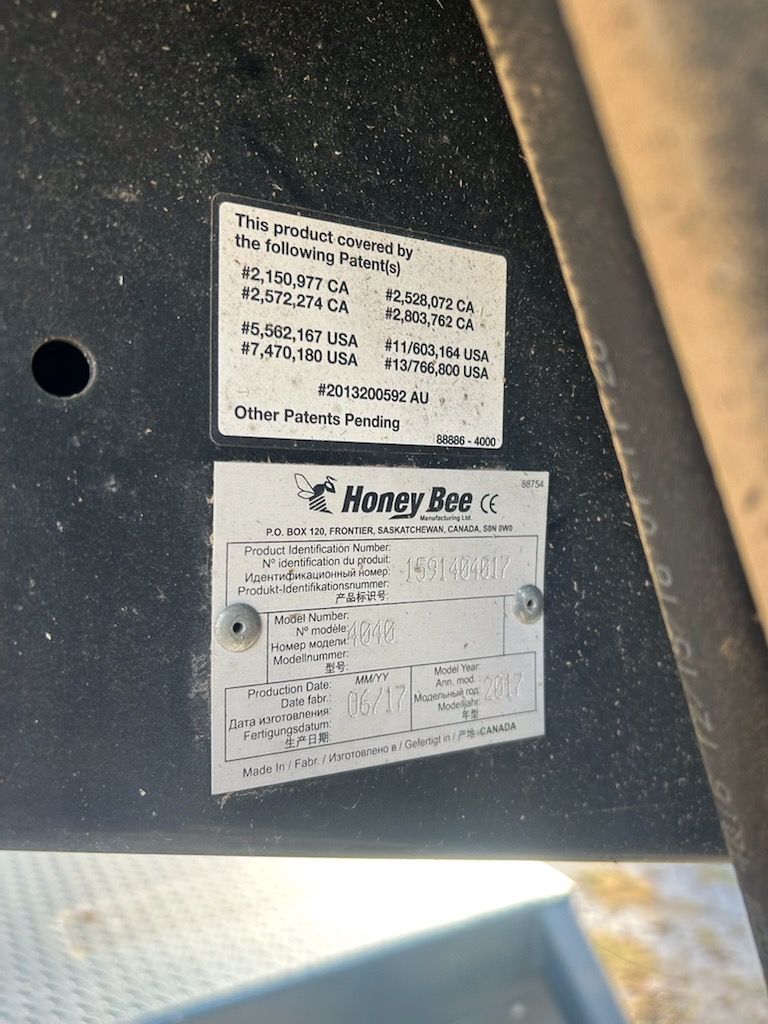 This product covered by
the following Patent(s)
#2,150,977 CA #2,528,072 CA
#2,572,274 CA #2,803,762 CA
#5,562,167 USA #11/603,164 USA
#7,470,180 USA #13/766,800 USA
#2013200592 AU
Other Patents Pending
88886 - 4000
88754
Honey Bee CE
Manufacturing Ltd.
P.O. BOX 120, FRONTIER, SASKATCHEWAN, CANADA, S0N 0W0
Product Identification Number:
Nº identification du produit:
Идентификационный номер:
Produkt-Identifikationsnummer:
产品标识号:
1591404017
Model Number:
Nº modèle:
Номер модели:
Modellnummer:
型号:
4040
Production Date:
Date fabr.:
Дата изготовления:
Fertigungsdatum:
生产日期:
MM/YY
06/17
Model Year:
Ann. mod.:
Модельный год:
Modelljahr:
年型:
2017
Made In / Fabr. / Изготовлено в / Gefertigt in / 产地: CANADA